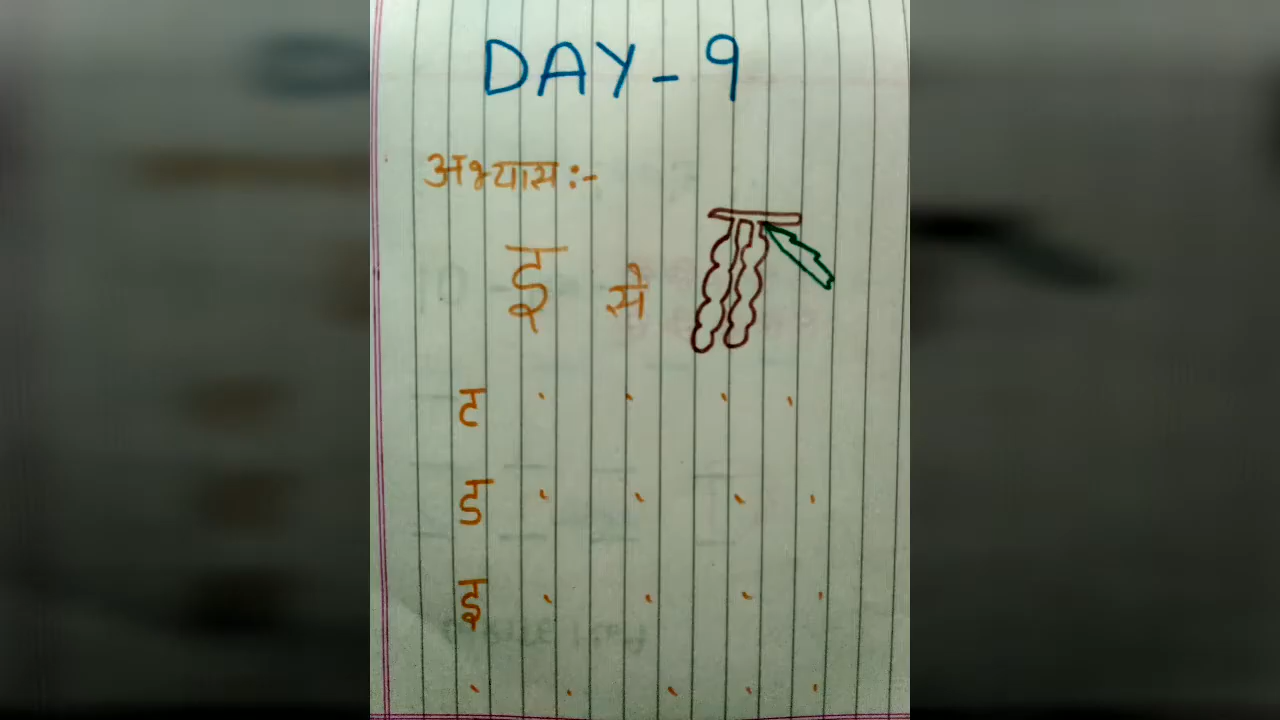 DAY - 9
अभ्यास :-
इ से
ट
ड
इ